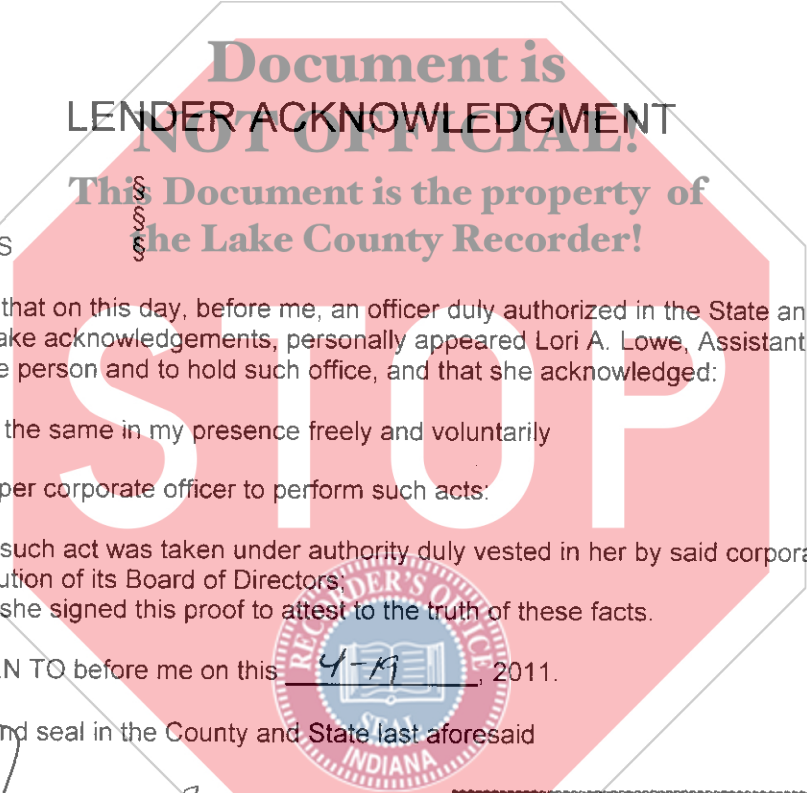 Document is
LENDER ACKNOWLEDGMENT
NOT OFFICIAL!
This Document is the property of
the Lake County Recorder!
§
§
S §
that on this day, before me, an officer duly authorized in the State an
ake acknowledgements, personally appeared Lori A. Lowe, Assistant
e person and to hold such office, and that she acknowledged:
the same in my presence freely and voluntarily
per corporate officer to perform such acts:
STOP
such act was taken under authority duly vested in her by said corpora
ution of its Board of Directors;
she signed this proof to attest to the truth of these facts.
N TO before me on this 4-19, 2011.
nd seal in the County and State last aforesaid
RECORDER'S OFFICE
SEAL
INDIANA